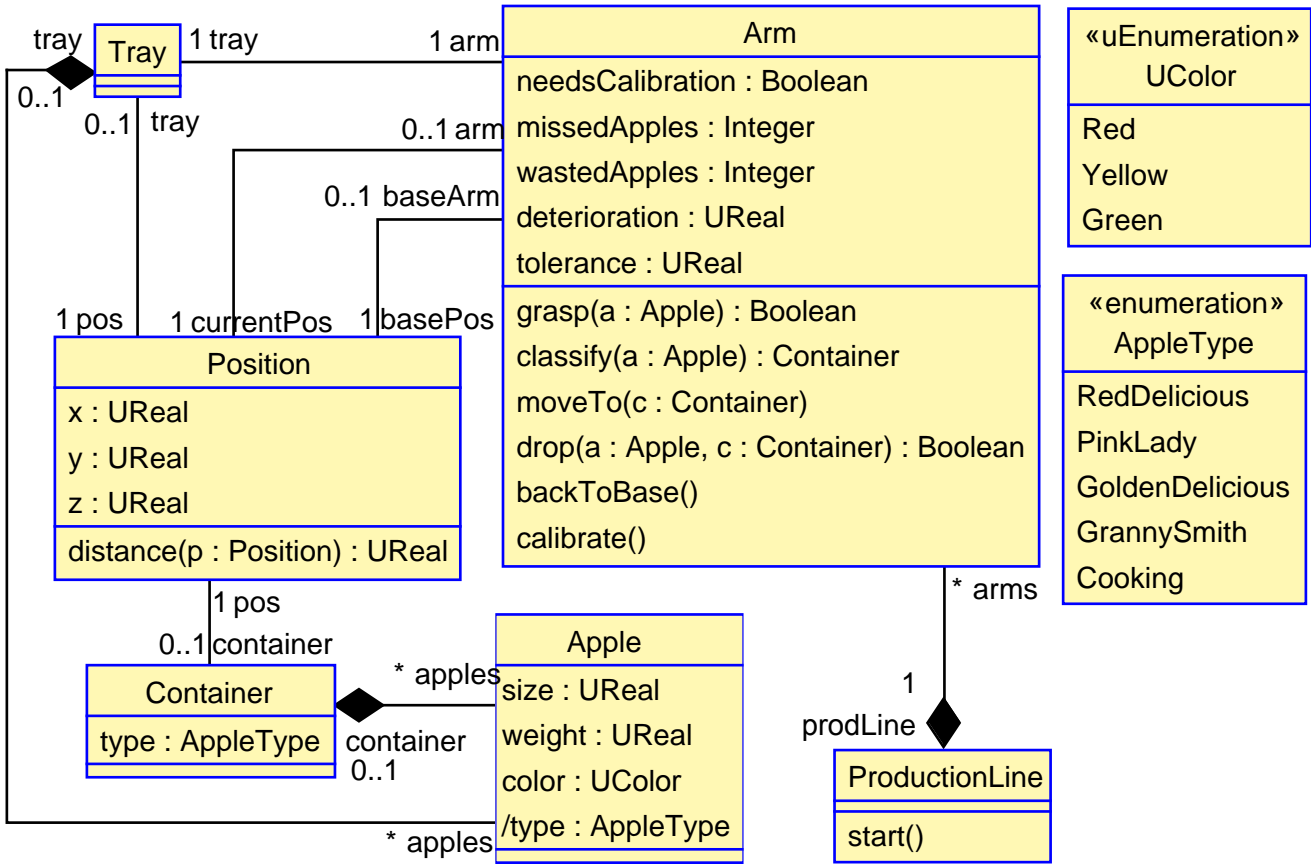 tray
0..1
Tray
1 tray
1 arm
0..1 tray
0..1 arm
0..1 baseArm
1 pos
1 currentPos
1 basePos
Arm
needsCalibration : Boolean
missedApples : Integer
wastedApples : Integer
deterioration : UReal
tolerance : UReal
grasp(a : Apple) : Boolean
classify(a : Apple) : Container
moveTo(c : Container)
drop(a : Apple, c : Container) : Boolean
backToBase()
calibrate()
«uEnumeration»
UColor
Red
Yellow
Green
«enumeration»
AppleType
RedDelicious
PinkLady
GoldenDelicious
GrannySmith
Cooking
Position
x : UReal
y : UReal
z : UReal
distance(p : Position) : UReal
1 pos
0..1 container
Container
type : AppleType
* apples
container
0..1
Apple
size : UReal
weight : UReal
color : UColor
/type : AppleType
* apples
* arms
1
prodLine
ProductionLine
start()